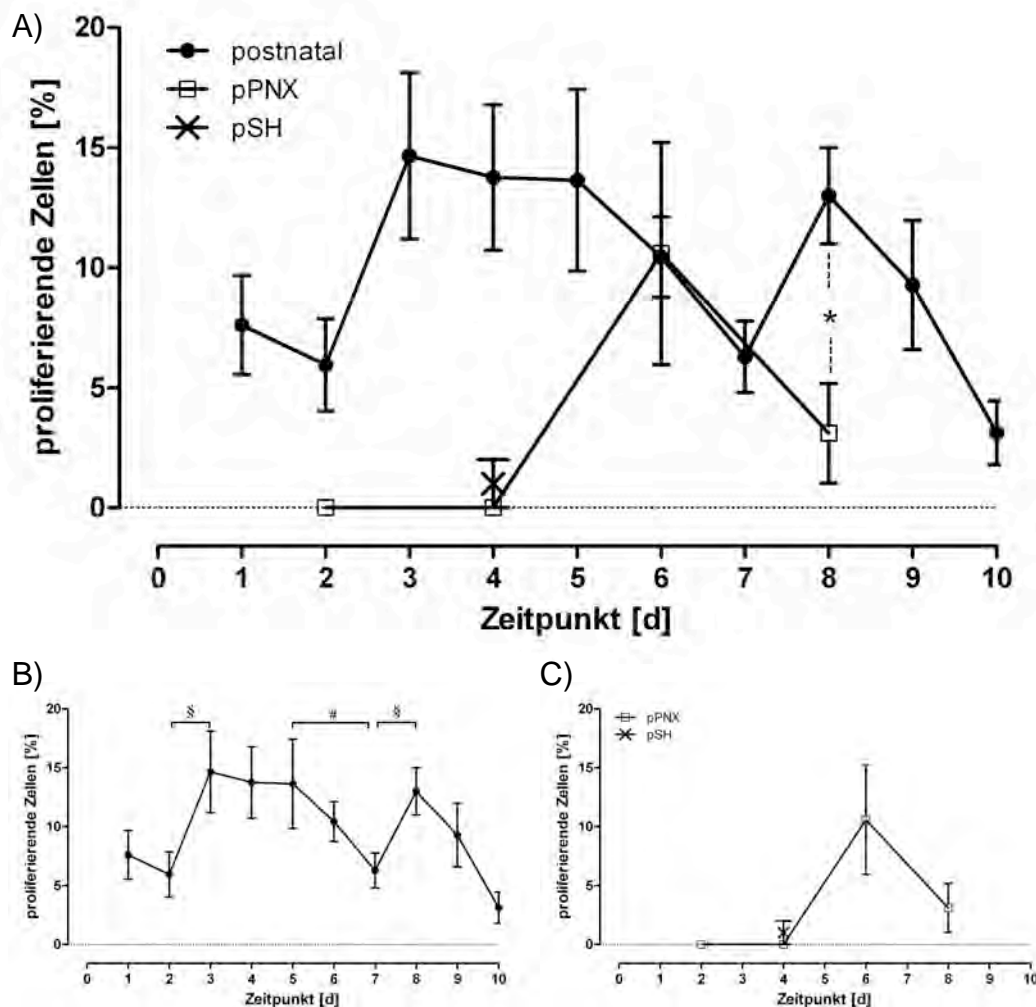 A)
proliferierende Zellen [%]
20
15
10
5
0
postnatal
pPNX
pSH
*
0 1 2 3 4 5 6 7 8 9 10
Zeitpunkt [d]
B)
proliferierende Zellen [%]
20
15
10
5
0
§ # §
0 1 2 3 4 5 6 7 8 9 10
Zeitpunkt [d]
C)
proliferierende Zellen [%]
20
15
10
5
0
pPNX
pSH
0 1 2 3 4 5 6 7 8 9 10
Zeitpunkt [d]